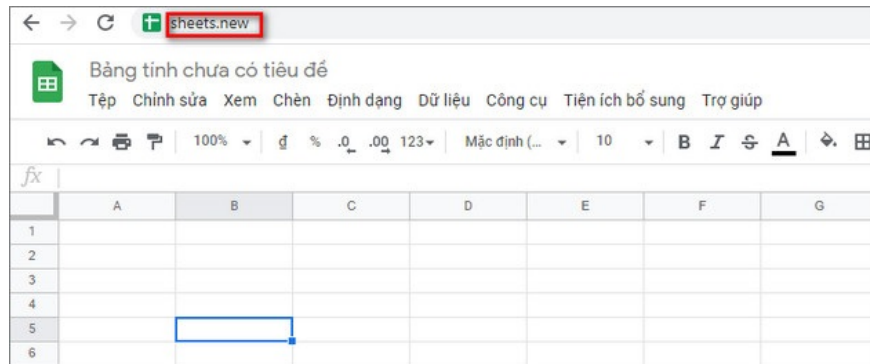 sheets.new
Bảng tính chưa có tiêu đề
Tệp Chỉnh sửa Xem Chèn Định dạng Dữ liệu Công cụ Tiện ích bổ sung Trợ giúp
100% đ % .0 .00 123 Mặc định (... 10 B I S A
fx
A B C D E F G
1
2
3
4
5
6